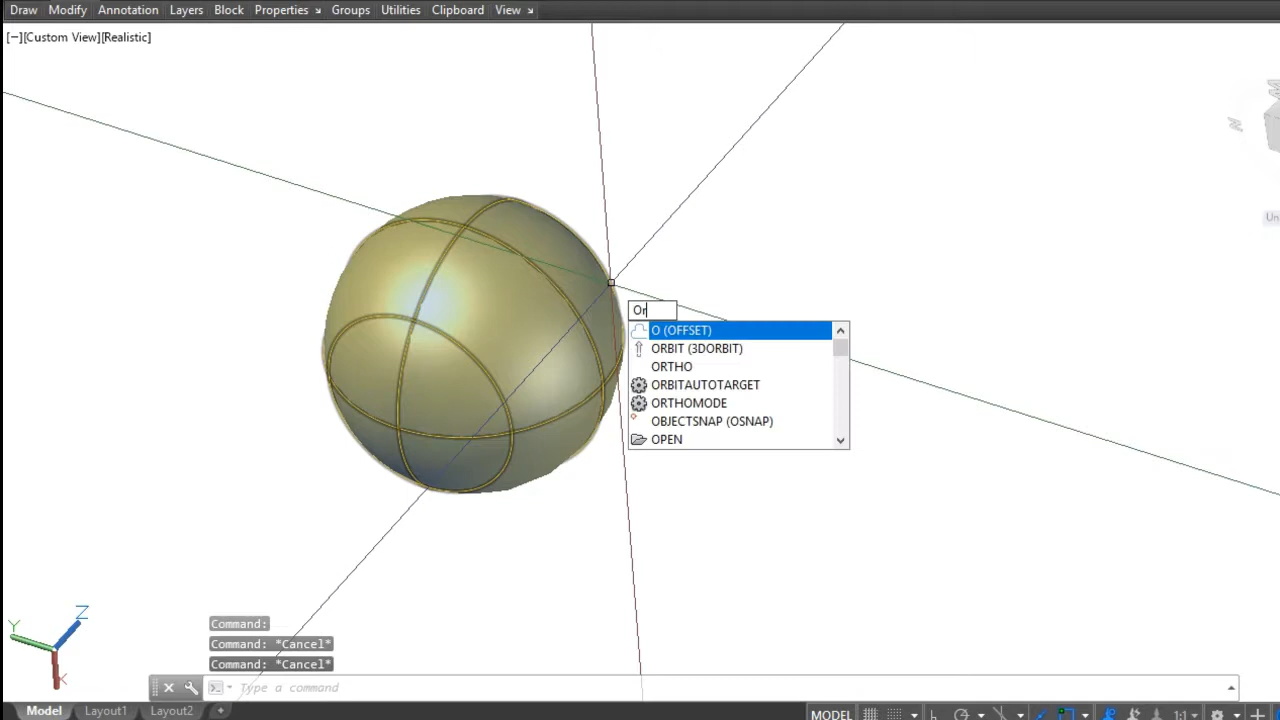 Draw Modify Annotation Layers Block Properties Groups Utilities Clipboard View
[−][Custom View][Realistic]
N
Un
Or
O (OFFSET)
ORBIT (3DORBIT)
ORTHO
ORBITAUTOTARGET
ORTHOMODE
OBJECTSNAP (OSNAP)
OPEN
Z
Y
X
Command:
Command: *Cancel*
Command: *Cancel*
Type a command
Model Layout1 Layout2 +
MODEL 1:1